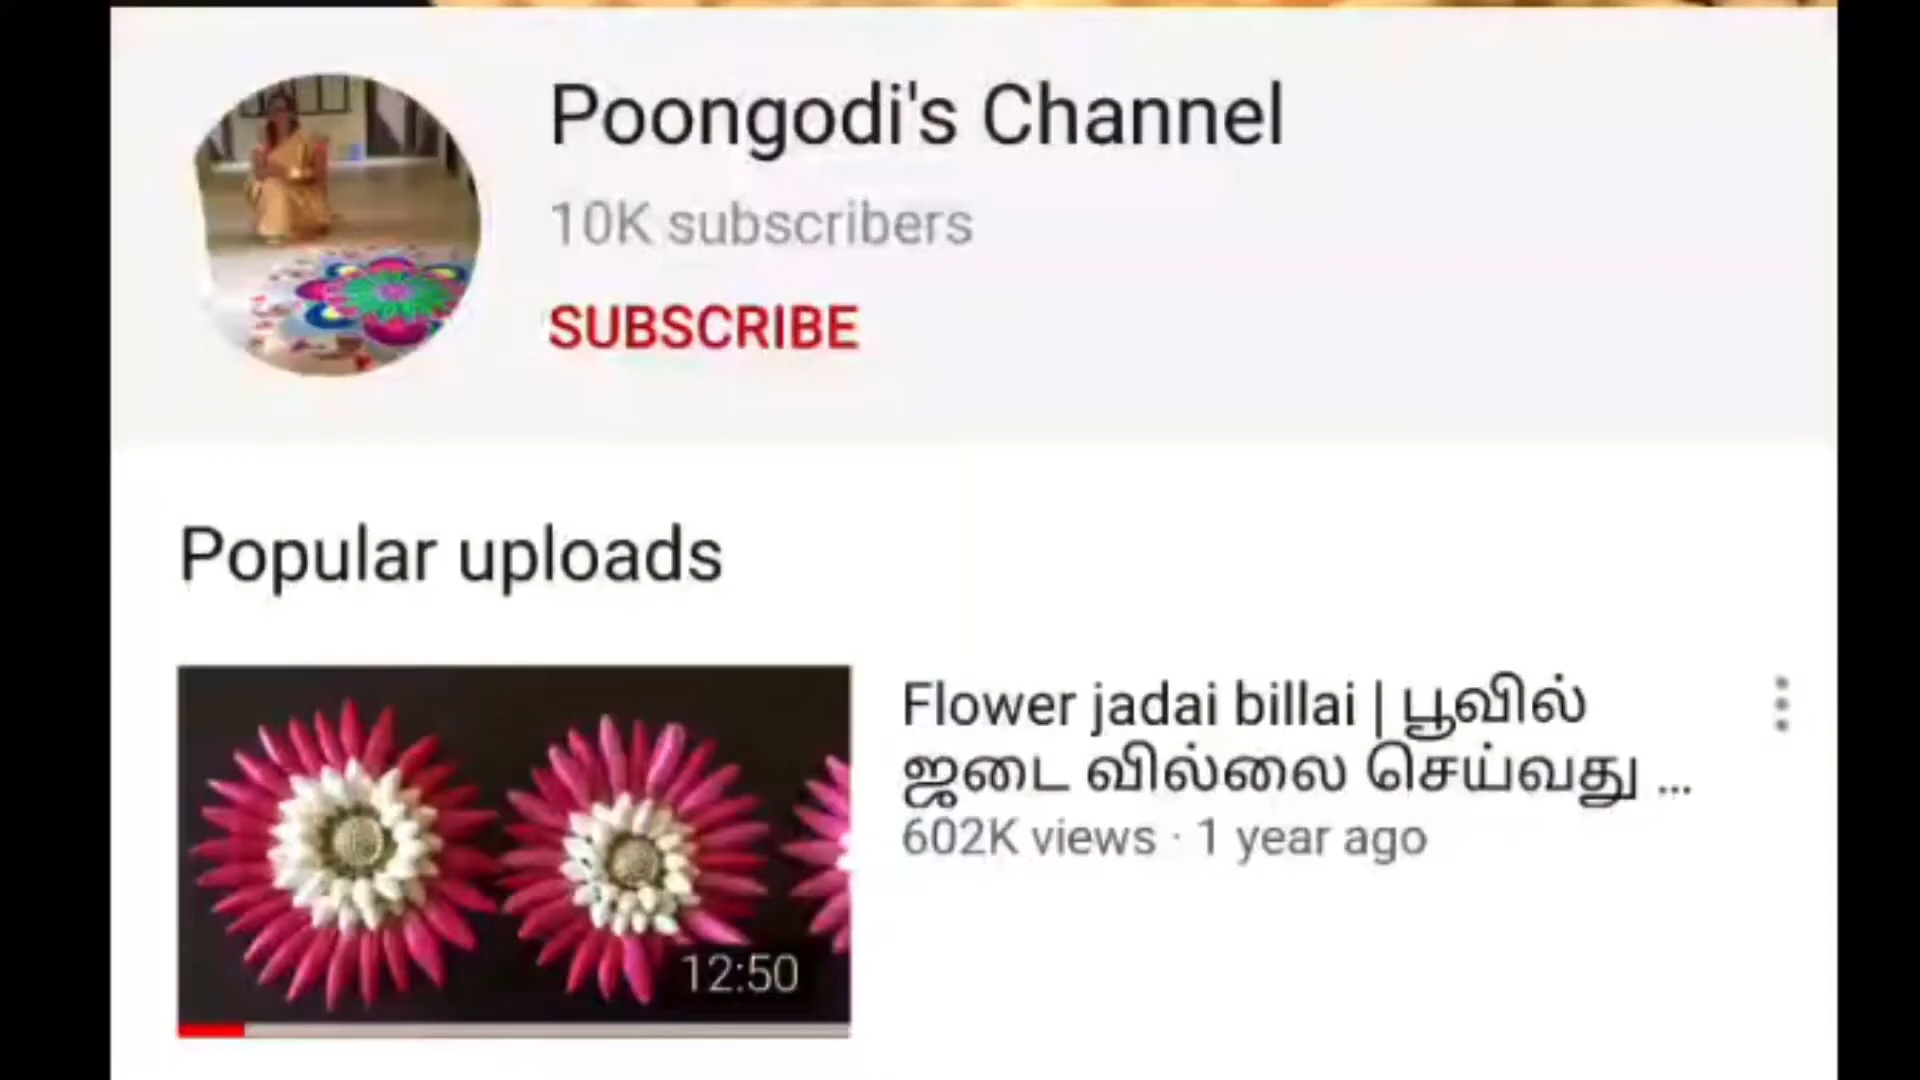 Poongodi's Channel
10K subscribers
SUBSCRIBE
Popular uploads
Flower jadai billai | பூவில்
ஜடை வில்லை செய்வது ...
602K views · 1 year ago
12:50